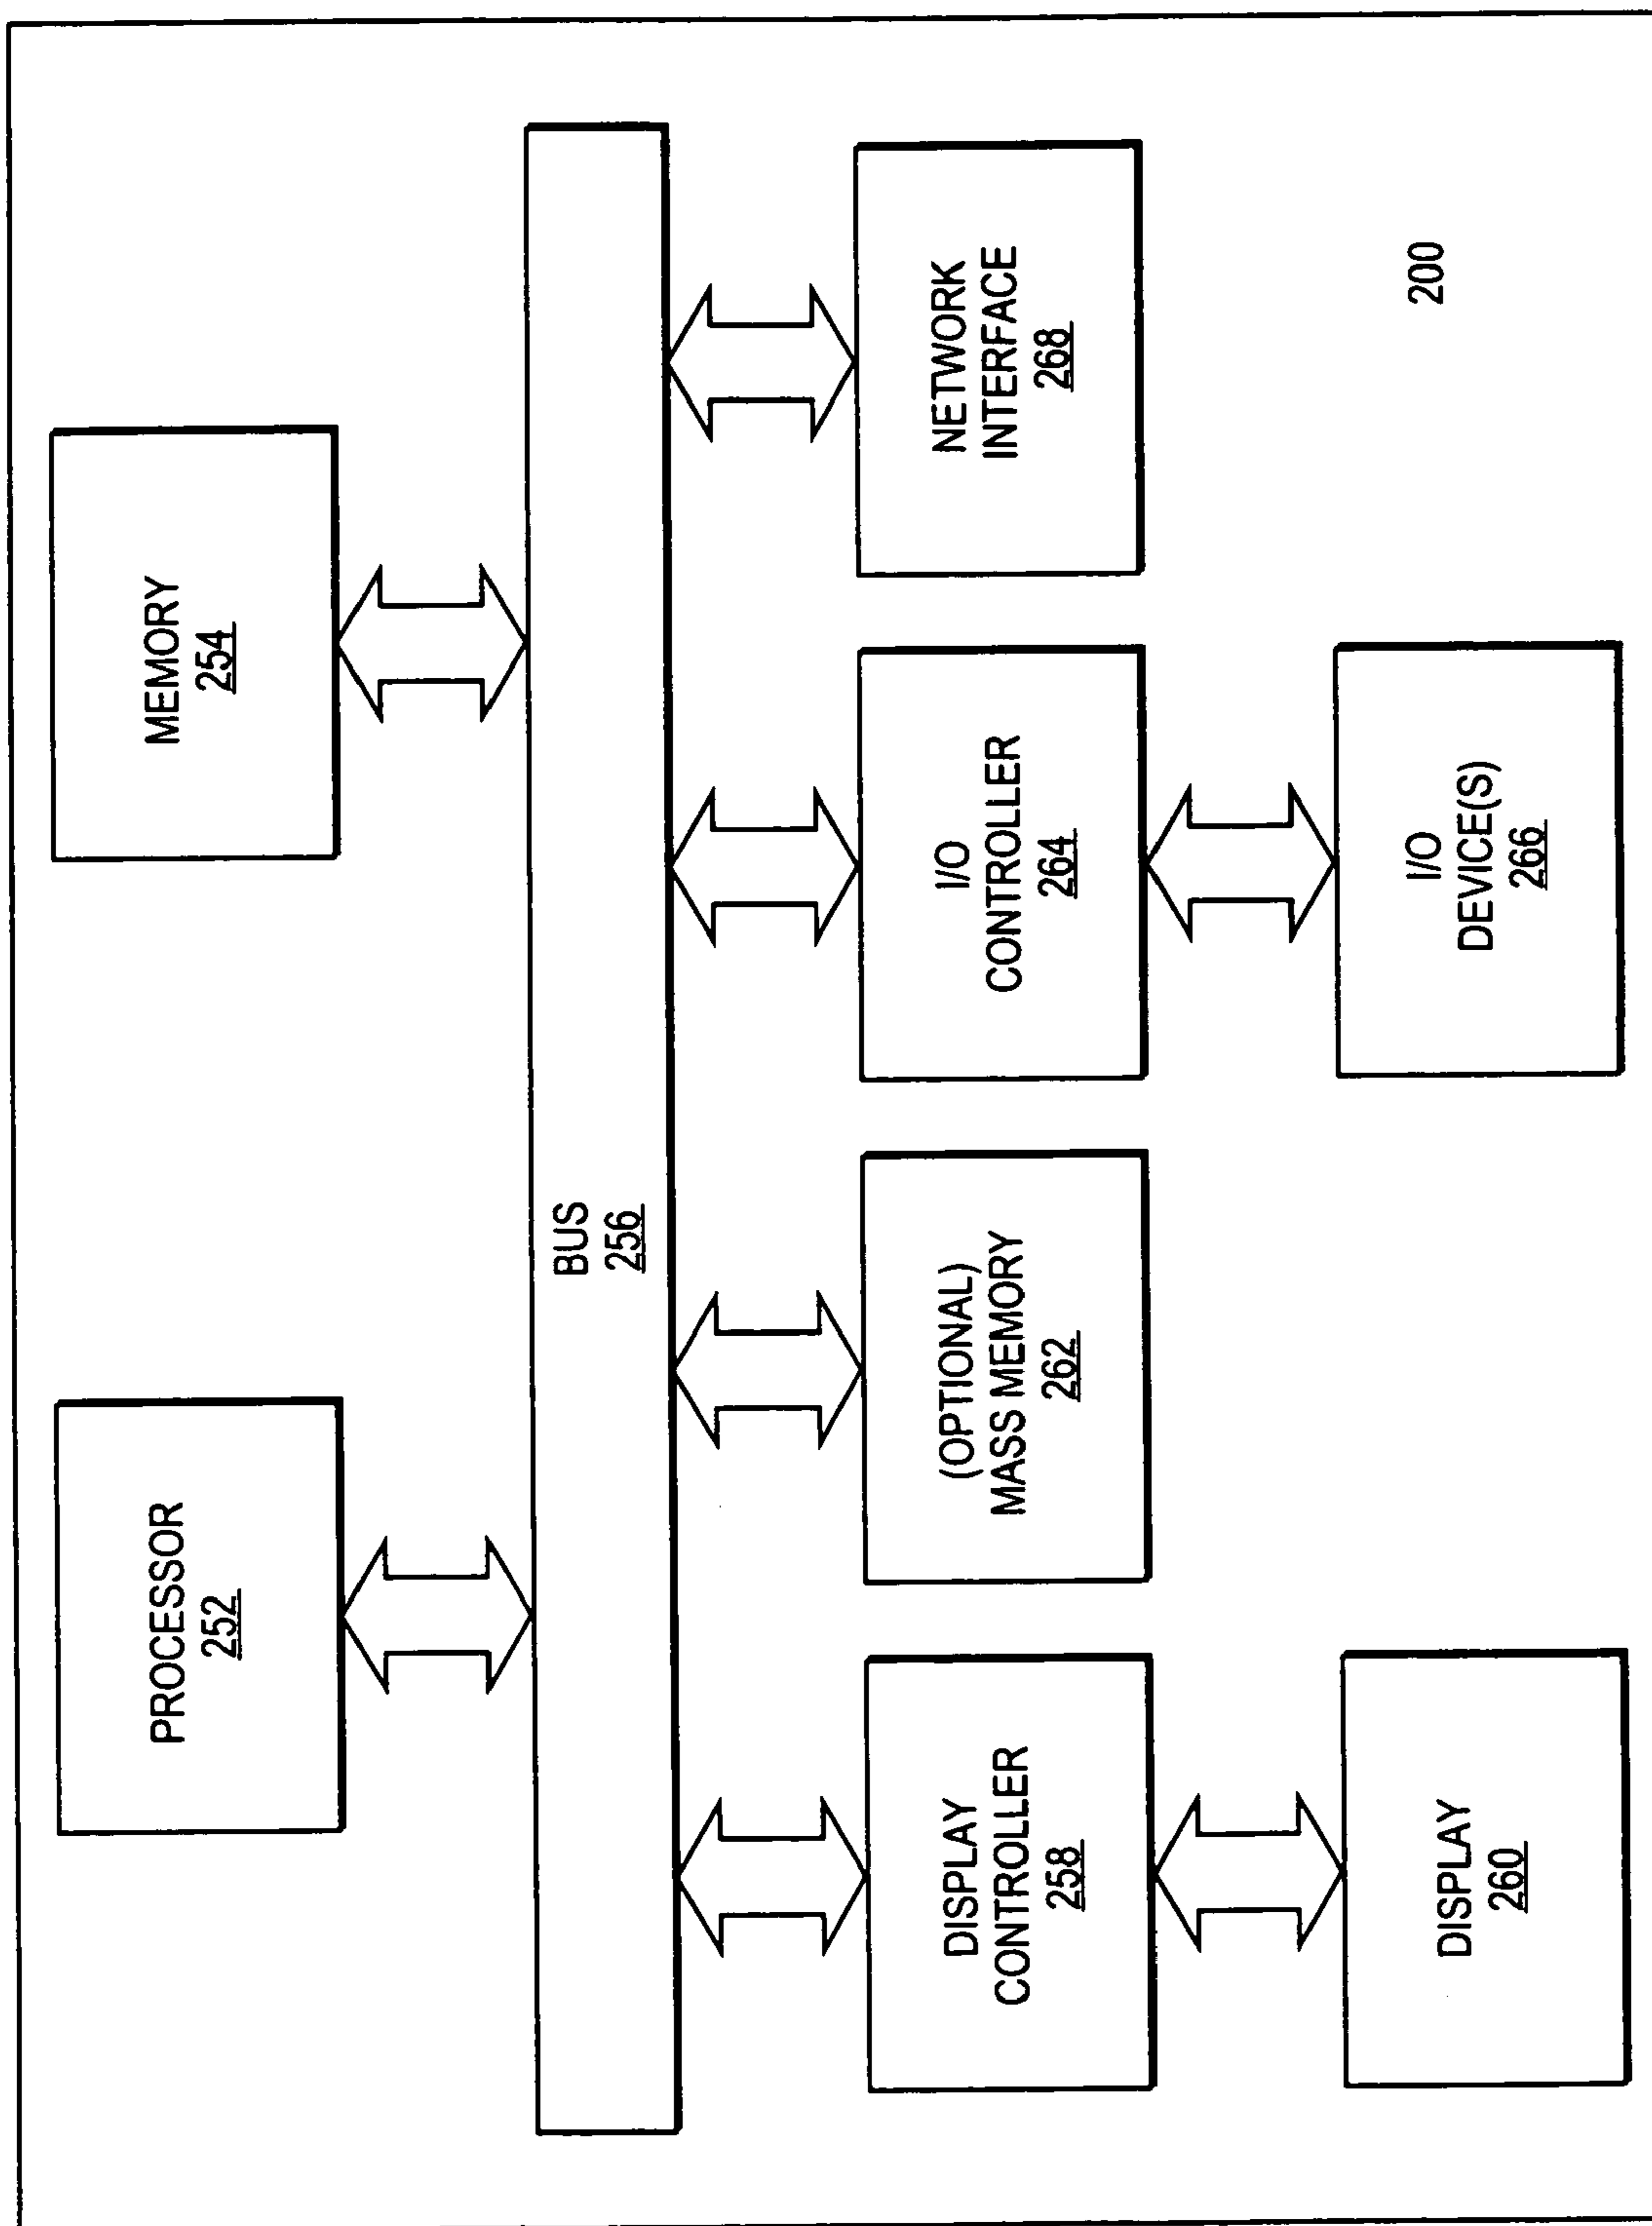 PROCESSOR
252
MEMORY
254
BUS
256
DISPLAY
CONTROLLER
258
(OPTIONAL)
MASS MEMORY
262
I/O
CONTROLLER
264
NETWORK
INTERFACE
268
DISPLAY
260
I/O
DEVICE(S)
266
200